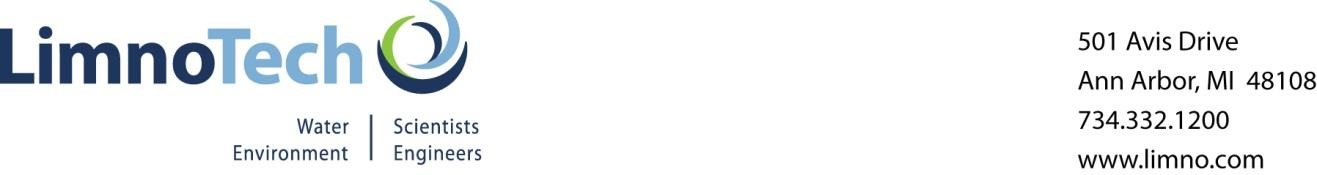 LimnoTech
Water | Scientists
Environment | Engineers
501 Avis Drive
Ann Arbor, MI  48108
734.332.1200
www.limno.com